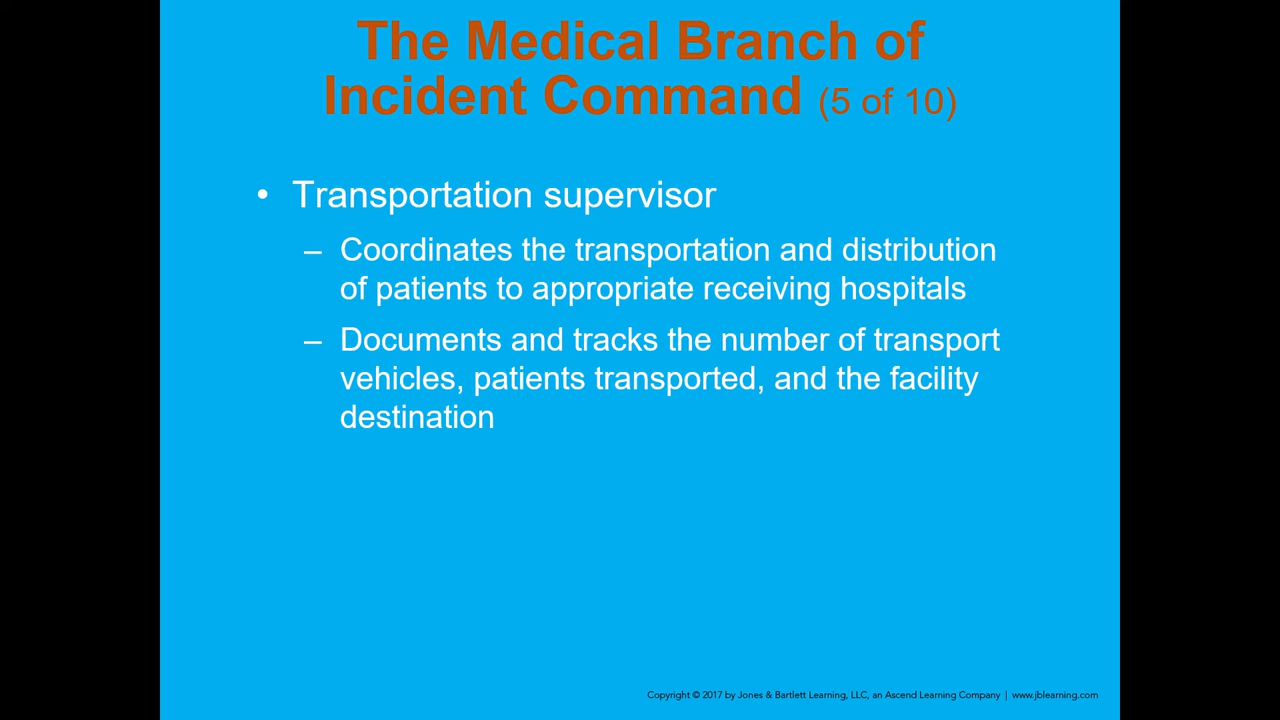 The Medical Branch of
Incident Command (5 of 10)
• Transportation supervisor
– Coordinates the transportation and distribution
of patients to appropriate receiving hospitals
– Documents and tracks the number of transport
vehicles, patients transported, and the facility
destination
Copyright © 2017 by Jones & Bartlett Learning, LLC, an Ascend Learning Company | www.jblearning.com